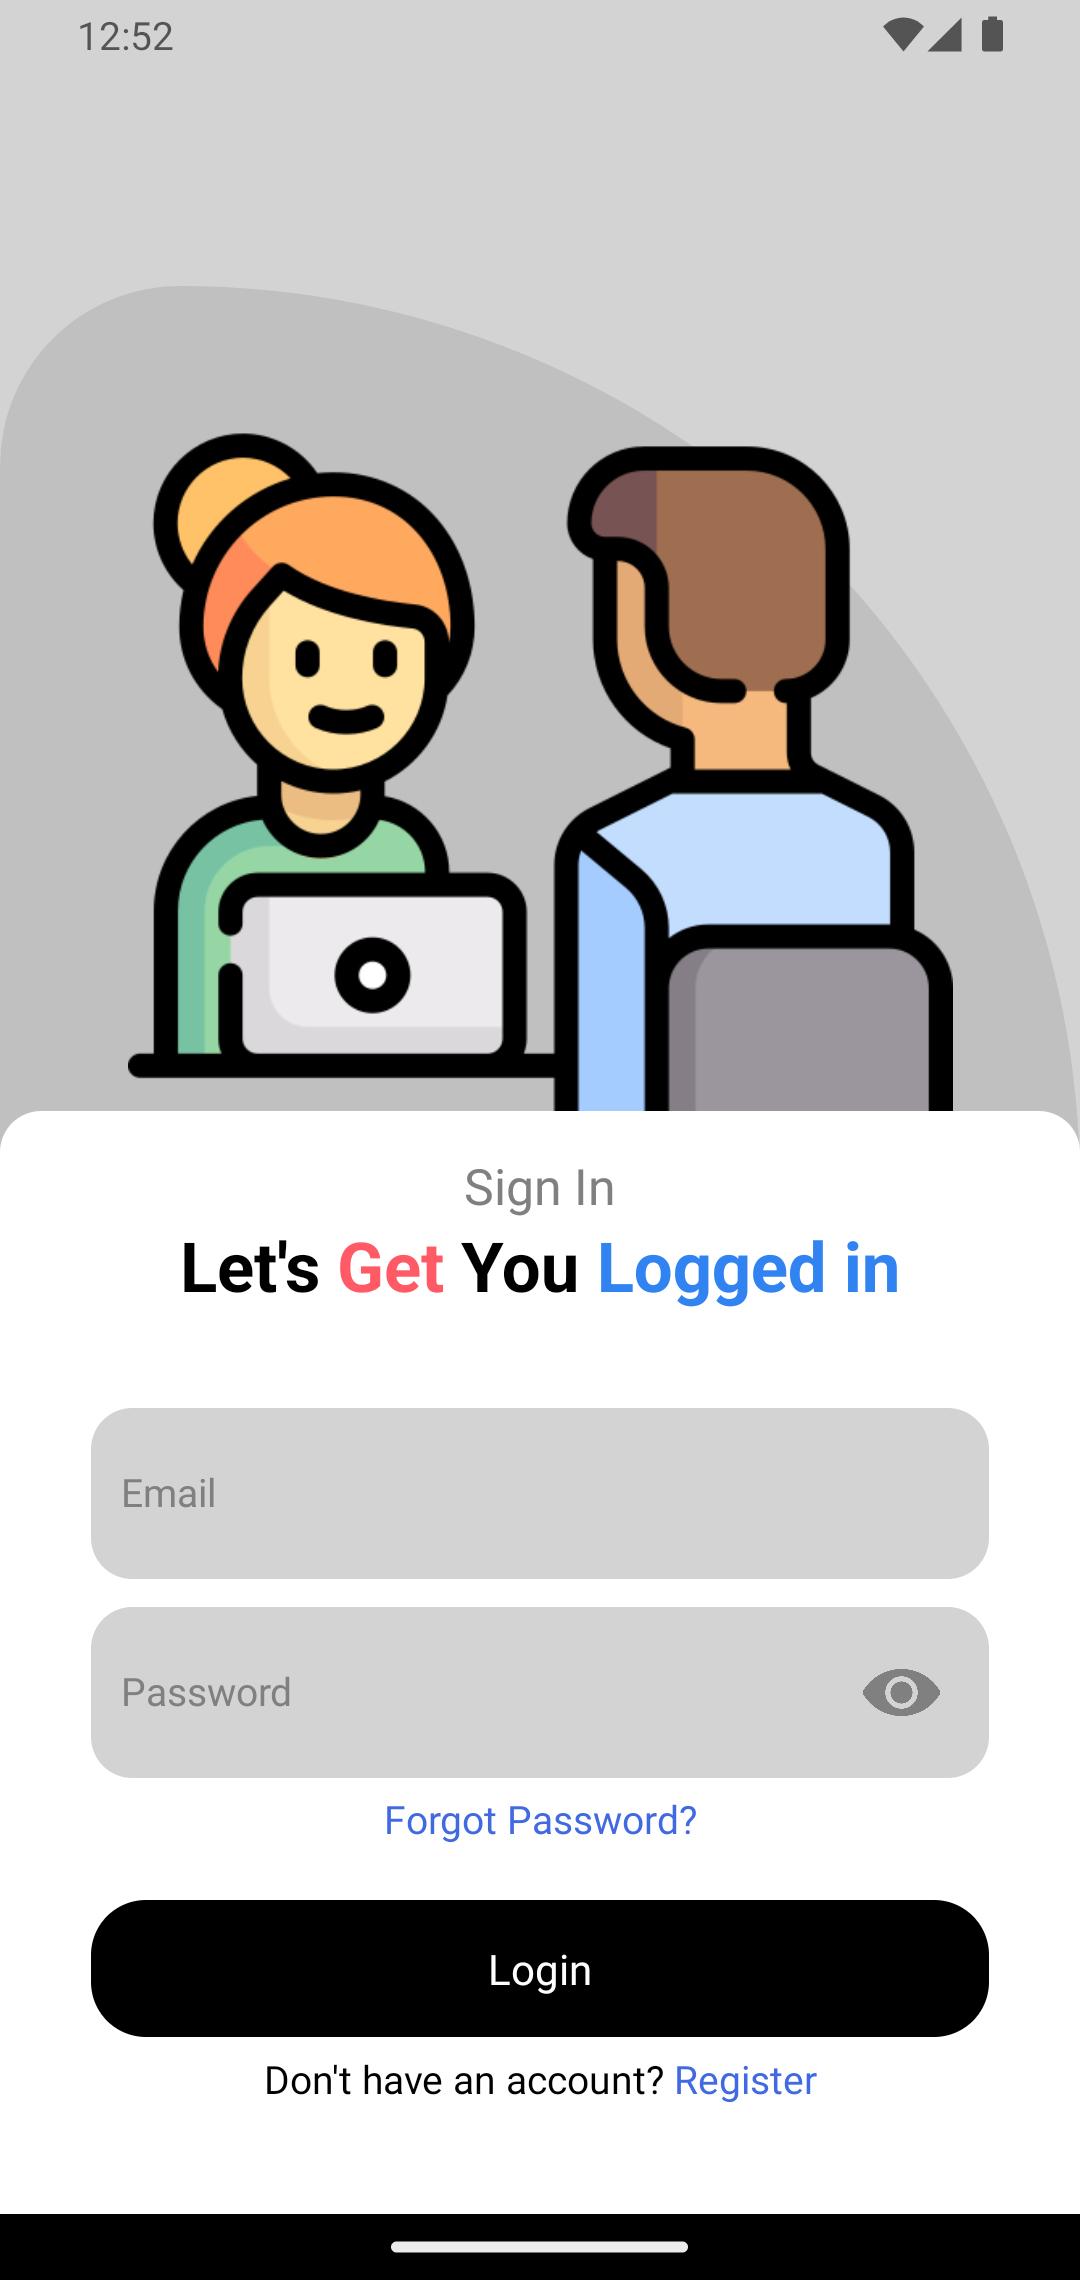 12:52
Sign In
Let's Get You Logged in
Email
Password
Forgot Password?
Login
Don't have an account? Register